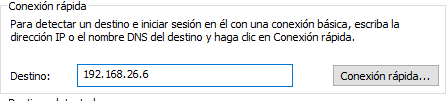 Conexión rápida
Para detectar un destino e iniciar sesión en él con una conexión básica, escriba la
dirección IP o el nombre DNS del destino y haga clic en Conexión rápida.
Destino: 192.168.26.6 Conexión rápida...